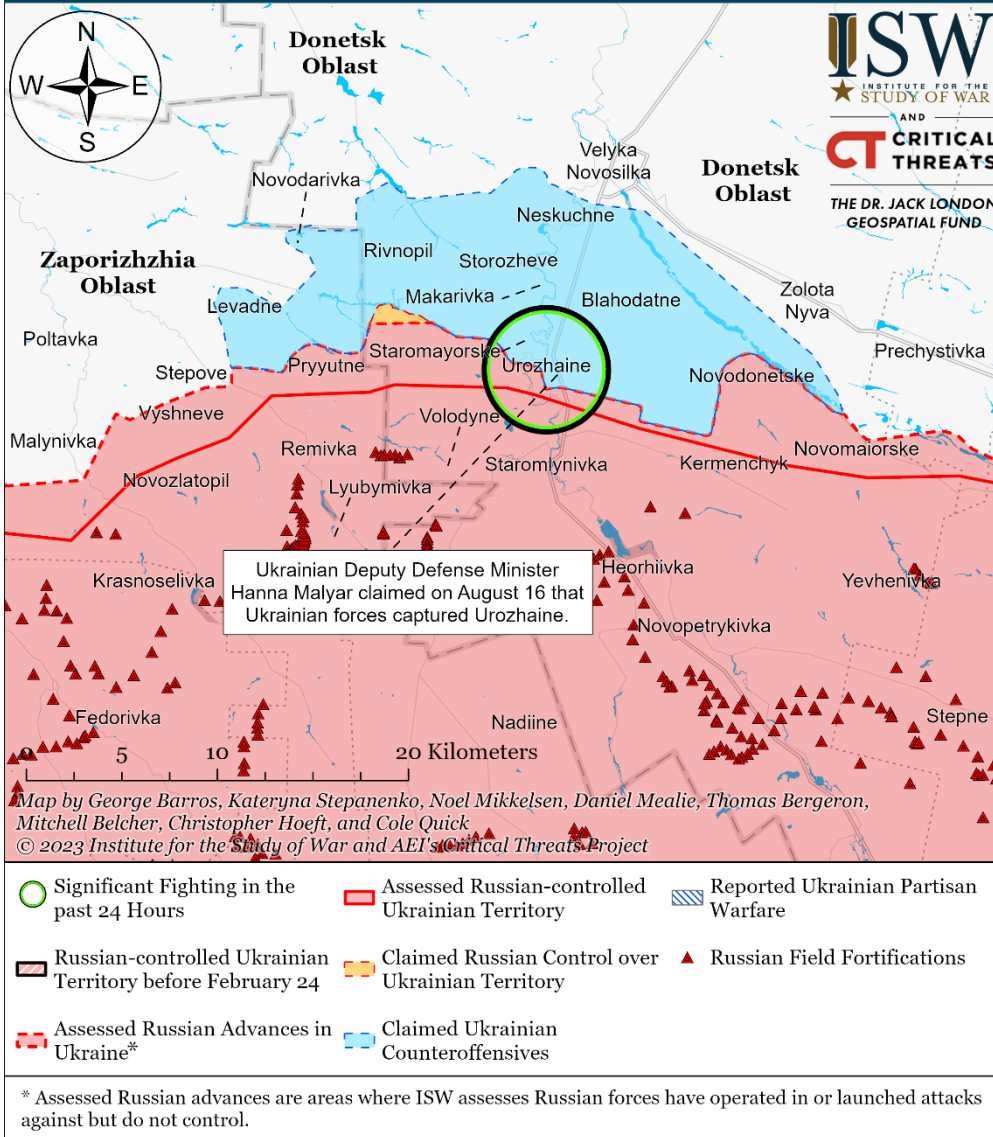 N
W
E
S
Donetsk
Oblast
ISW
INSTITUTE FOR THE
STUDY OF WAR
AND
CT CRITICAL
THREATS
THE DR. JACK LONDON
GEOSPATIAL FUND
Velyka
Novosilka
Donetsk
Oblast
Novodarivka
Neskuchne
Rivnopil
Storozheve
Zaporizhzhia
Oblast
Makarivka
Blahodatne
Zolota
Nyva
Levadne
Poltavka
Staromayorske
Prechystivka
Stepove
Pryyutne
Urozhaine
Novodonetske
Vyshneve
Volodyne
Malynivka
Remivka
Staromlynivka
Kermenchyk
Novomaiorske
Novozlatopil
Lyubymivka
Krasnoselivka
Ukrainian Deputy Defense Minister
Hanna Malyar claimed on August 16 that
Ukrainian forces captured Urozhaine.
Heorhiivka
Yevhenivka
Novopetrykivka
Fedorivka
Nadiine
Stepne
0 5 10 20 Kilometers
Map by George Barros, Kateryna Stepanenko, Noel Mikkelsen, Daniel Mealie, Thomas Bergeron,
Mitchell Belcher, Christopher Hoeft, and Cole Quick
© 2023 Institute for the Study of War and AEI's Critical Threats Project
Significant Fighting in the
past 24 Hours
Assessed Russian-controlled
Ukrainian Territory
Reported Ukrainian Partisan
Warfare
Russian-controlled Ukrainian
Territory before February 24
Claimed Russian Control over
Ukrainian Territory
Russian Field Fortifications
Assessed Russian Advances in
Ukraine*
Claimed Ukrainian
Counteroffensives
* Assessed Russian advances are areas where ISW assesses Russian forces have operated in or launched attacks
against but do not control.